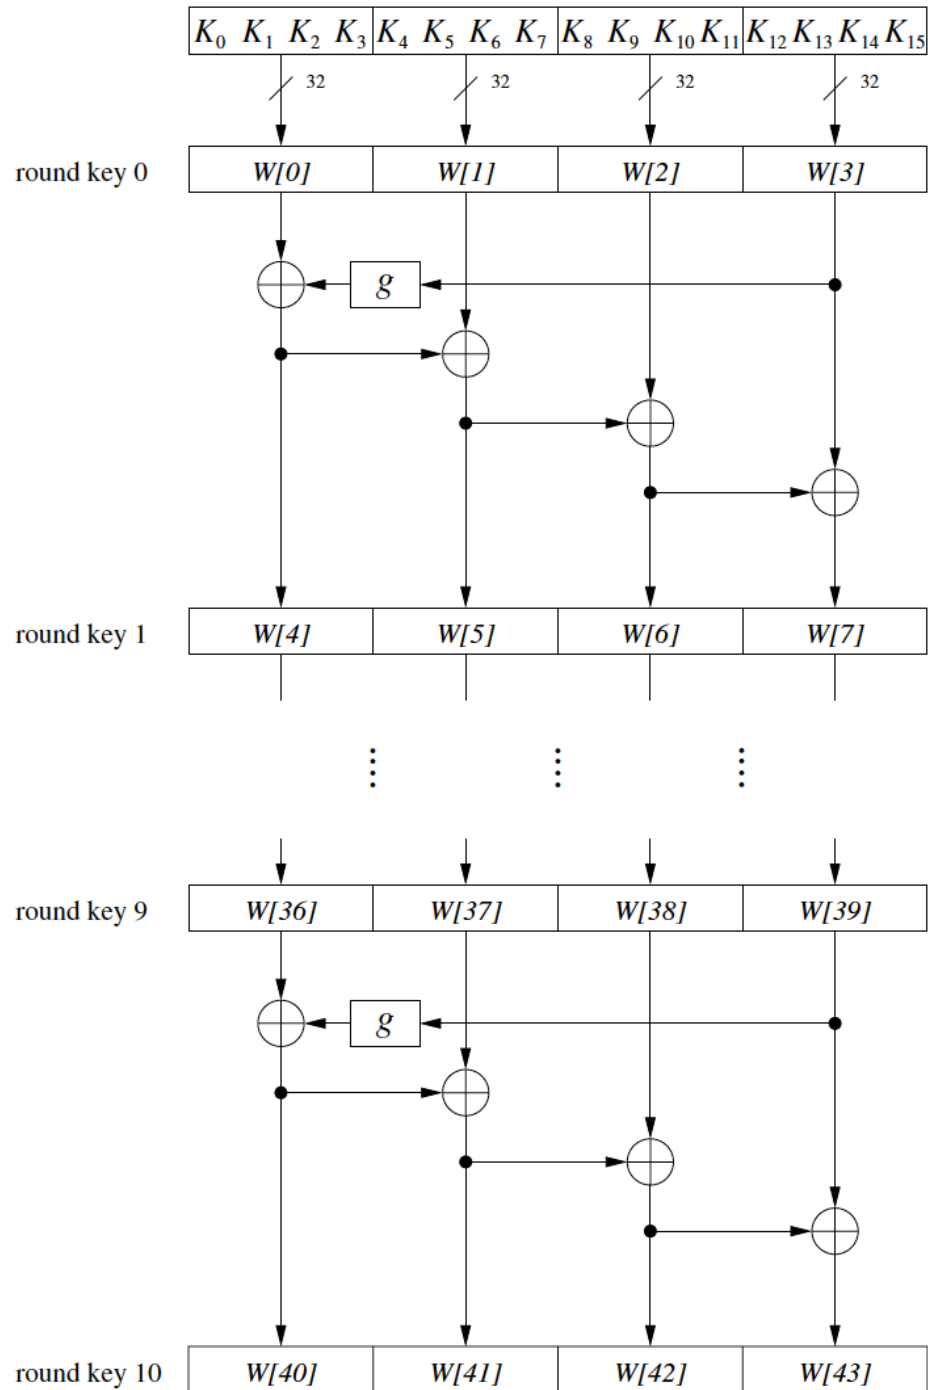 K₀ K₁ K₂ K₃ K₄ K₅ K₆ K₇ K₈ K₉ K₁₀ K₁₁ K₁₂ K₁₃ K₁₄ K₁₅
32 32 32 32
round key 0 W[0] W[1] W[2] W[3]
g
round key 1 W[4] W[5] W[6] W[7]
round key 9 W[36] W[37] W[38] W[39]
g
round key 10 W[40] W[41] W[42] W[43]